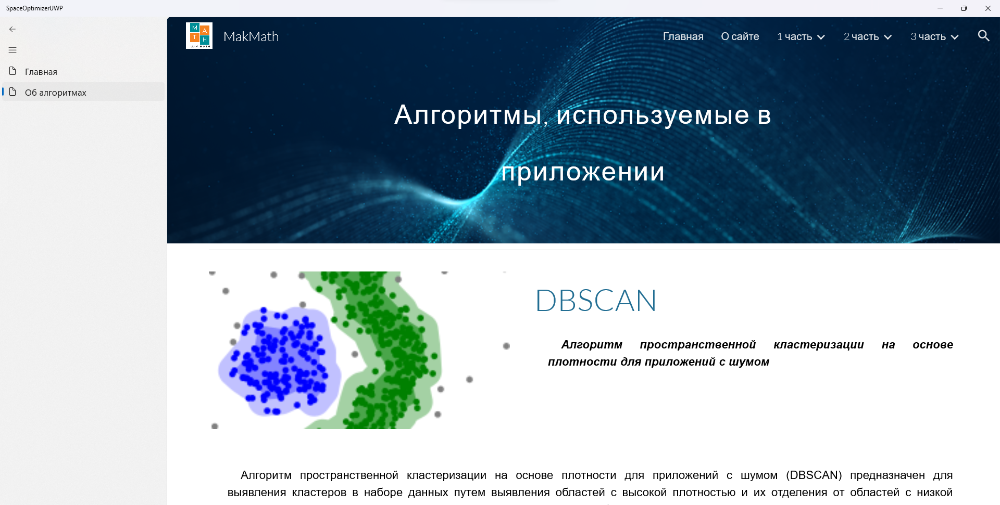 SpaceOptimizerUWP
Главная
Об алгоритмах
M A T H
MAK MATH
MakMath
Главная
О сайте
1 часть
2 часть
3 часть
Алгоритмы, используемые в
приложении
DBSCAN
Алгоритм пространственной кластеризации на основе
плотности для приложений с шумом
Алгоритм пространственной кластеризации на основе плотности для приложений с шумом (DBSCAN) предназначен для
выявления кластеров в наборе данных путем выявления областей с высокой плотностью и их отделения от областей с низкой